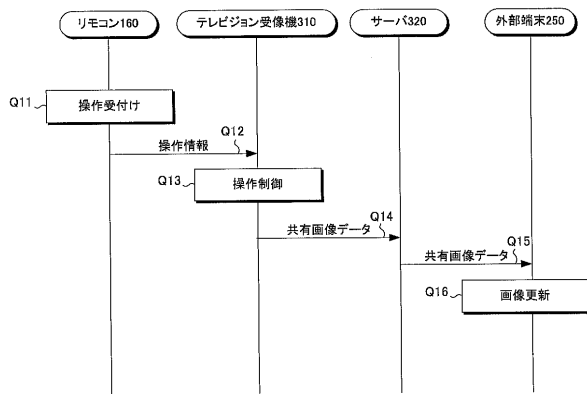 リモコン160
テレビジョン受像機310
サーバ320
外部端末250
Q11
操作受付け
操作情報
Q12
Q13
操作制御
共有画像データ
Q14
共有画像データ
Q15
Q16
画像更新